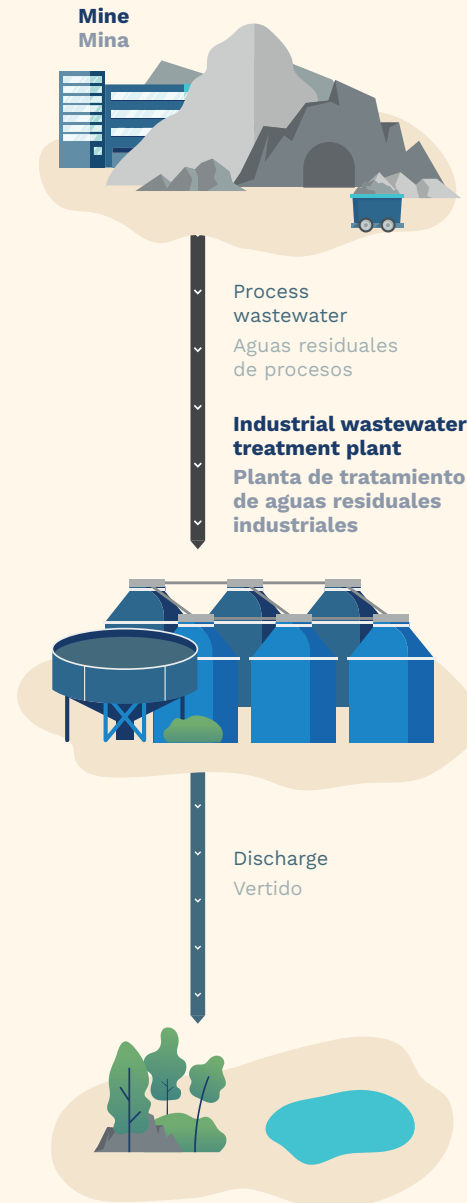 Mine
Mina
Process
wastewater
Aguas residuales
de procesos
Industrial wastewater
treatment plant
Planta de tratamiento
de aguas residuales
industriales
Discharge
Vertido